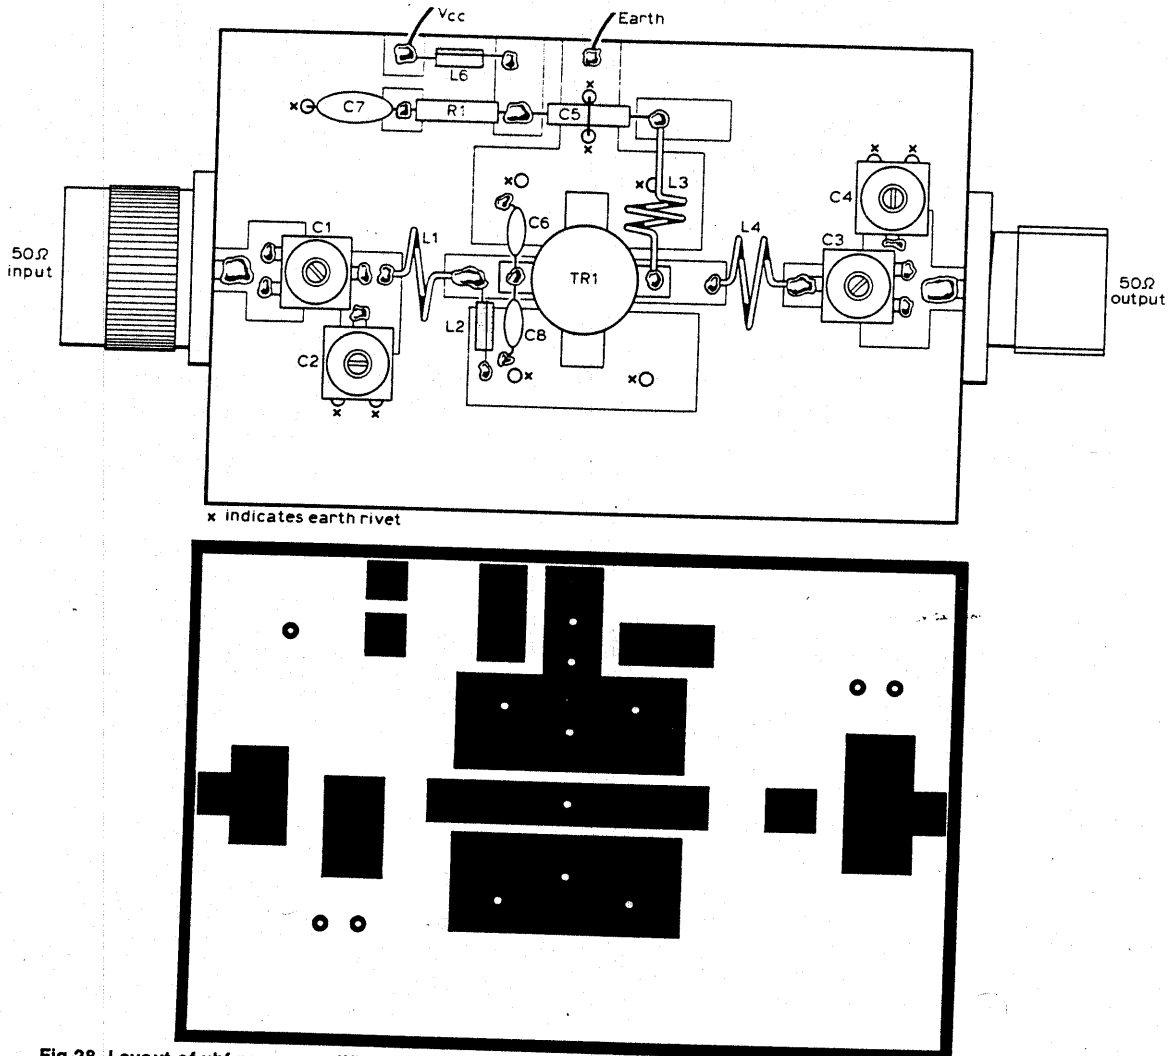 Vcc
Earth
L6
x
C7
R1
C5
x
x
x
x
x
L3
x
x
C4
C6
C1
L1
L4
C3
50Ω
input
TR1
50Ω
output
L2
C8
C2
x
x
x
x
x indicates earth rivet
Fig 28 Layout of